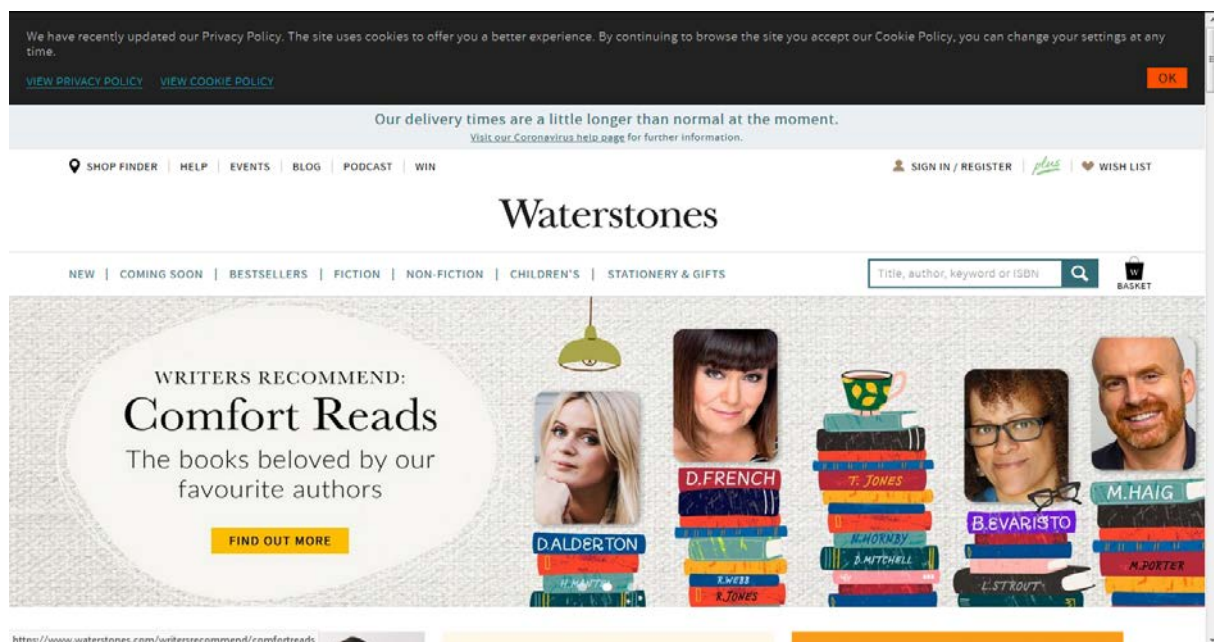 We have recently updated our Privacy Policy. The site uses cookies to offer you a better experience. By continuing to browse the site you accept our Cookie Policy, you can change your settings at any
time.
VIEW PRIVACY POLICY VIEW COOKIE POLICY OK
Our delivery times are a little longer than normal at the moment.
Visit our Coronavirus help page for further information.
SHOP FINDER | HELP | EVENTS | BLOG | PODCAST | WIN SIGN IN / REGISTER | plus | WISH LIST
Waterstones
NEW | COMING SOON | BESTSELLERS | FICTION | NON-FICTION | CHILDREN'S | STATIONERY & GIFTS Title, author, keyword or ISBN W
BASKET
WRITERS RECOMMEND:
Comfort Reads
The books beloved by our
favourite authors
FIND OUT MORE
D.ALDERTON
H.MANTEL
D.FRENCH
R.WEBB
R.JONES
T. JONES
N.HORNBY
D.MITCHELL
B.EVARISTO
L.STROUT
M.HAIG
M.PORTER
https://www.waterstones.com/writersrecommend/comfortreads